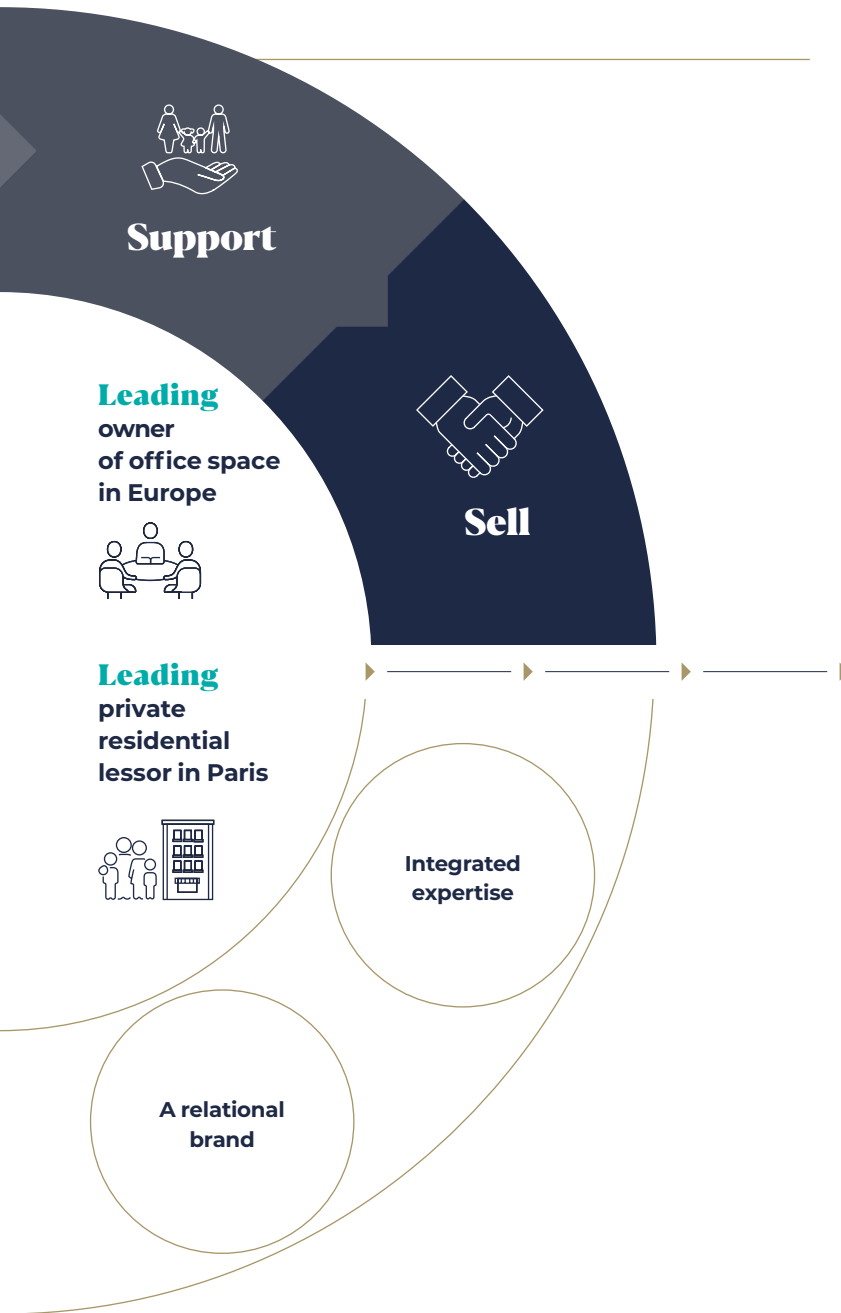 Support
Leading
owner
of office space
in Europe
Sell
Leading
private
residential
lessor in Paris
Integrated
expertise
A relational
brand